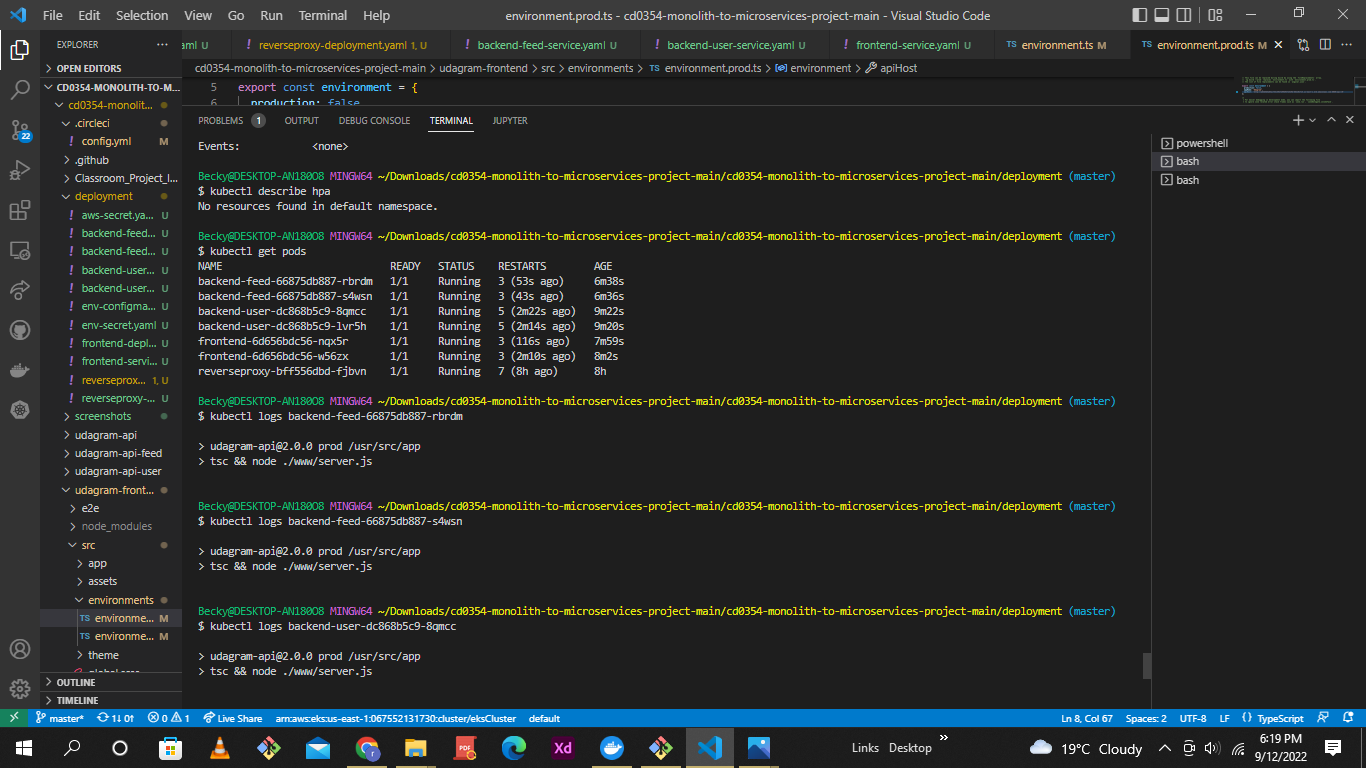 File Edit Selection View Go Run Terminal Help
environment.prod.ts - cd0354-monolith-to-microservices-project-main - Visual Studio Code
EXPLORER ···
aml U
! reverseproxy-deployment.yaml 1, U
! backend-feed-service.yaml U
! backend-user-service.yaml U
! frontend-service.yaml U
TS environment.ts M
TS environment.prod.ts M
OPEN EDITORS
CD0354-MONOLITH-TO-M...
cd0354-monolit...
.circleci
! config.yml M
.github
Classroom_Project_I...
deployment
! aws-secret.ya... U
! backend-feed... U
! backend-feed... U
! backend-user... U
! backend-user... U
! env-configma... U
! env-secret.yaml U
! frontend-depl... U
! frontend-servi... U
! reverseprox... 1, U
! reverseproxy-... U
screenshots
udagram-api
udagram-api-feed
udagram-api-user
udagram-front...
e2e
node_modules
src
app
assets
environments
TS environme... M
TS environme... M
theme
OUTLINE
TIMELINE
22
cd0354-monolith-to-microservices-project-main > udagram-frontend > src > environments > TS environment.prod.ts > environment > apiHost
5 export const environment = {
6 production: false
PROBLEMS 1 OUTPUT DEBUG CONSOLE TERMINAL JUPYTER
powershell
bash
bash
Events: <none>
Becky@DESKTOP-AN180O8 MINGW64 ~/Downloads/cd0354-monolith-to-microservices-project-main/cd0354-monolith-to-microservices-project-main/deployment (master)
$ kubectl describe hpa
No resources found in default namespace.
Becky@DESKTOP-AN180O8 MINGW64 ~/Downloads/cd0354-monolith-to-microservices-project-main/cd0354-monolith-to-microservices-project-main/deployment (master)
$ kubectl get pods
NAME READY STATUS RESTARTS AGE
backend-feed-66875db887-rbrdm 1/1 Running 3 (53s ago) 6m38s
backend-feed-66875db887-s4wsn 1/1 Running 3 (43s ago) 6m36s
backend-user-dc868b5c9-8qmcc 1/1 Running 5 (2m22s ago) 9m22s
backend-user-dc868b5c9-lvr5h 1/1 Running 5 (2m14s ago) 9m20s
frontend-6d656bdc56-nqx5r 1/1 Running 3 (116s ago) 7m59s
frontend-6d656bdc56-w56zx 1/1 Running 3 (2m10s ago) 8m2s
reverseproxy-bff556dbd-fjbvn 1/1 Running 7 (8h ago) 8h
Becky@DESKTOP-AN180O8 MINGW64 ~/Downloads/cd0354-monolith-to-microservices-project-main/cd0354-monolith-to-microservices-project-main/deployment (master)
$ kubectl logs backend-feed-66875db887-rbrdm
> udagram-api@2.0.0 prod /usr/src/app
> tsc && node ./www/server.js
Becky@DESKTOP-AN180O8 MINGW64 ~/Downloads/cd0354-monolith-to-microservices-project-main/cd0354-monolith-to-microservices-project-main/deployment (master)
$ kubectl logs backend-feed-66875db887-s4wsn
> udagram-api@2.0.0 prod /usr/src/app
> tsc && node ./www/server.js
Becky@DESKTOP-AN180O8 MINGW64 ~/Downloads/cd0354-monolith-to-microservices-project-main/cd0354-monolith-to-microservices-project-main/deployment (master)
$ kubectl logs backend-user-dc868b5c9-8qmcc
> udagram-api@2.0.0 prod /usr/src/app
> tsc && node ./www/server.js
master* 1↓ 0↑ 0 1 Live Share arn:aws:eks:us-east-1:067552131730:cluster/eksCluster default
Ln 8, Col 67 Spaces: 2 UTF-8 LF {} TypeScript
PDF Xd Links Desktop » 19°C Cloudy
6:19 PM
9/12/2022